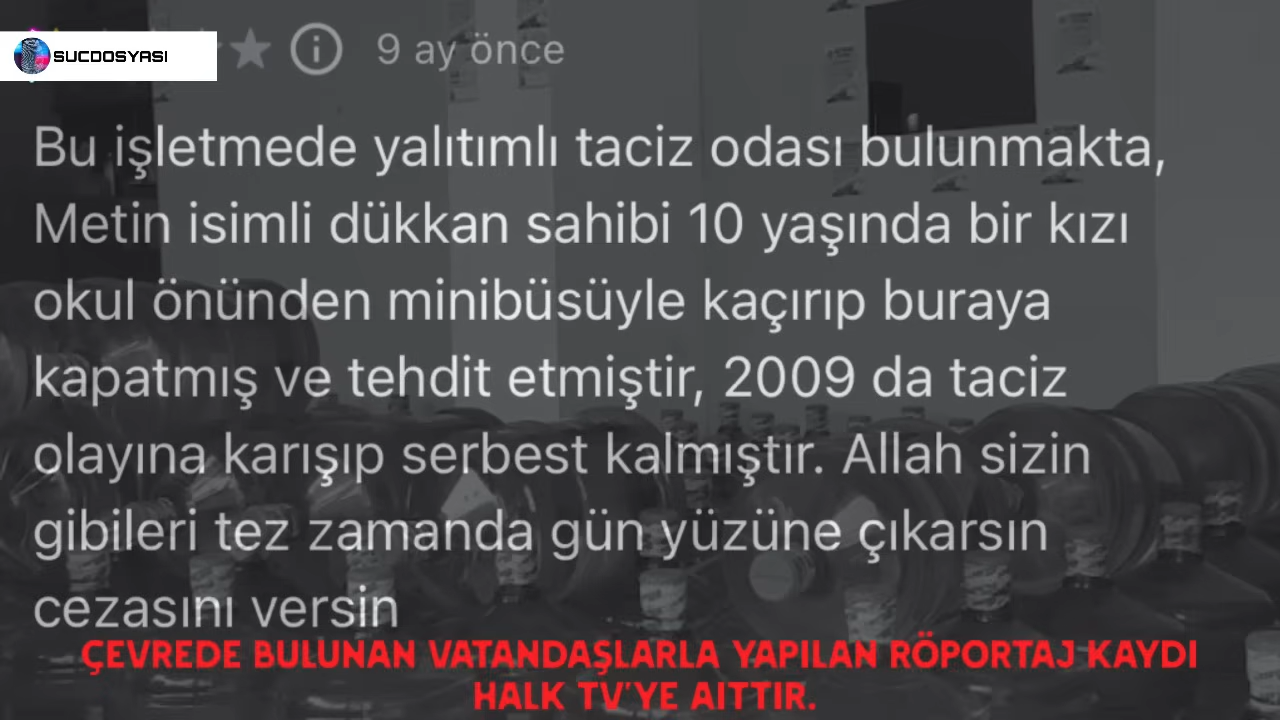 SUCDOSYASI
9 ay önce
Bu işletmede yalıtımlı taciz odası bulunmakta,
Metin isimli dükkan sahibi 10 yaşında bir kızı
okul önünden minibüsüyle kaçırıp buraya
kapatmış ve tehdit etmiştir, 2009 da taciz
olayına karışıp serbest kalmıştır. Allah sizin
gibileri tez zamanda gün yüzüne çıkarsın
cezasını versin
ÇEVREDE BULUNAN VATANDAŞLARLA YAPILAN RÖPORTAJ KAYDI
HALK TV'YE AITTIR.